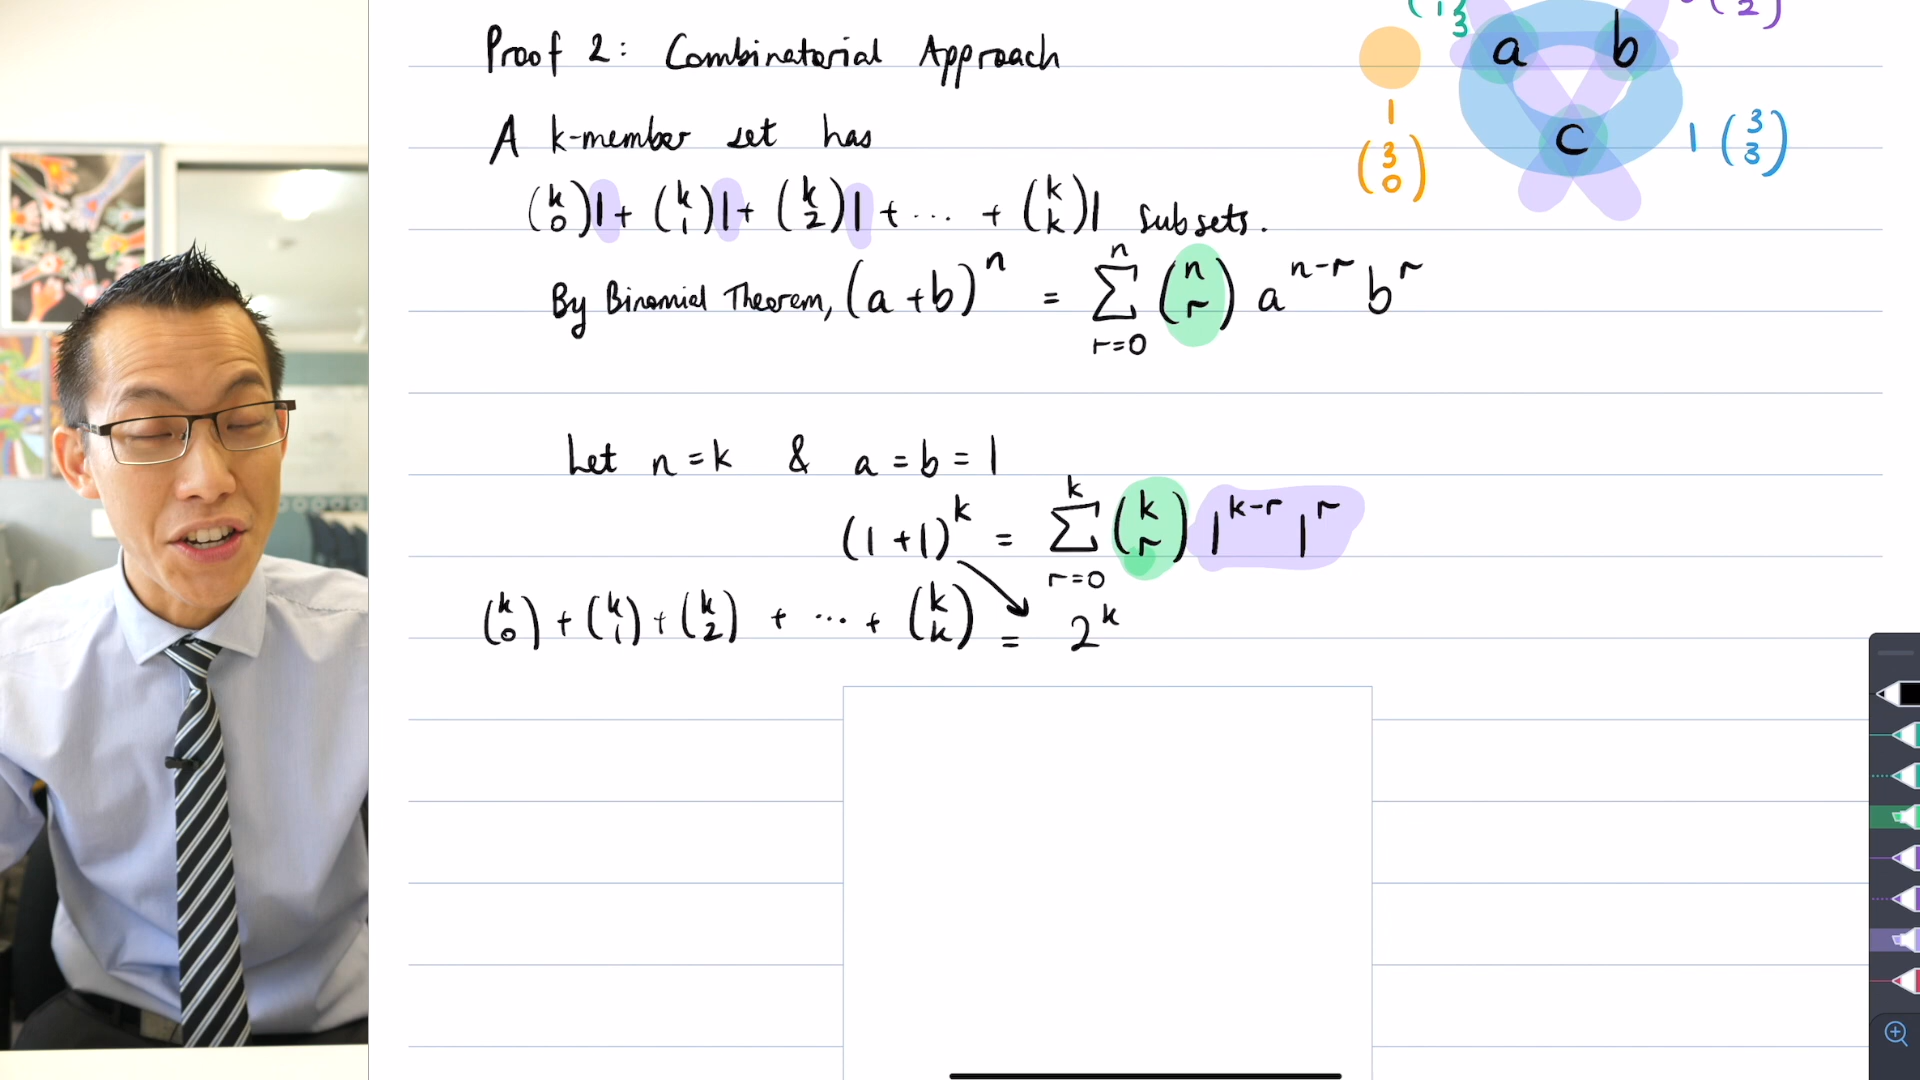 Proof 2: Combinatorial Approach
A k-member set has
(k 0)1 + (k 1)1 + (k 2)1 + ... + (k k)1 subsets.
By Binomial Theorem, (a+b)^n = Σ_{r=0}^{n} (n r) a^{n-r} b^r
Let n=k & a=b=1
(1+1)^k = Σ_{r=0}^{k} (k r) 1^{k-r} 1^r
(k 0) + (k 1) + (k 2) + ... + (k k) = 2^k
a b
c
1
(3 0)
1 (3 3)